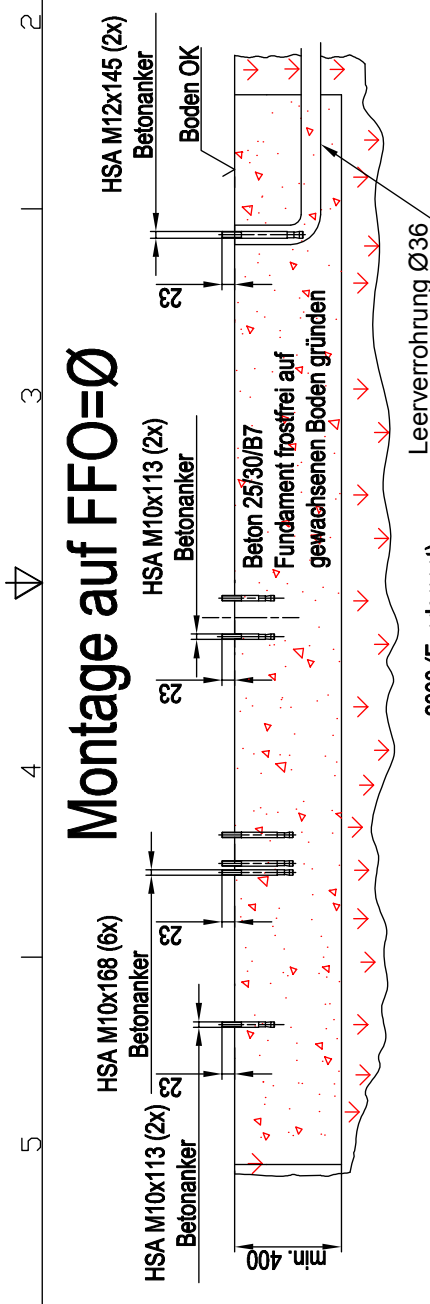 5
4
3
2
Montage auf FFO=Ø
HSA M10x113 (2x)
Betonanker
HSA M10x168 (6x)
Betonanker
HSA M10x113 (2x)
Betonanker
HSA M12x145 (2x)
Betonanker
Boden OK
23
23
23
23
min. 400
Beton 25/30/B7
Fundament frostfrei auf
gewachsenen Boden gründen
Leerverrohrung Ø36